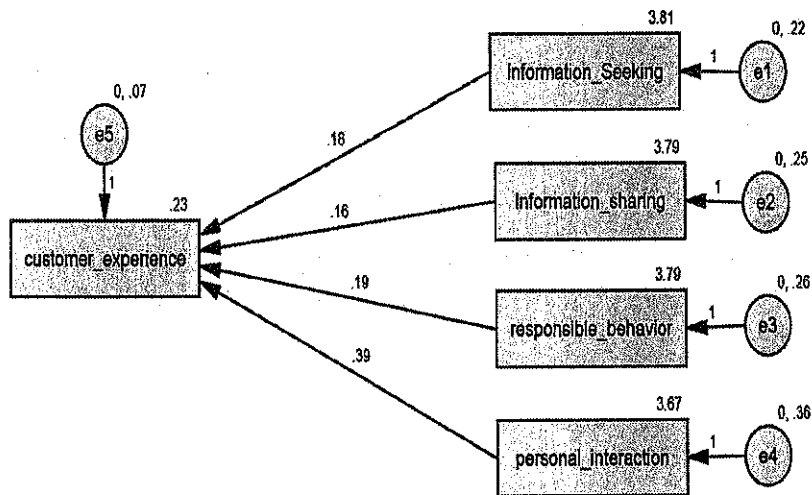 3.81
0, .22
Information_Seeking
1
e1
0, .07
e5
1
.18
3.79
0, .25
Information_sharing
1
e2
.23
customer_experience
.16
3.79
0, .26
.19
responsible_behavior
1
e3
.39
3.67
0, .36
personal_interaction
1
e4